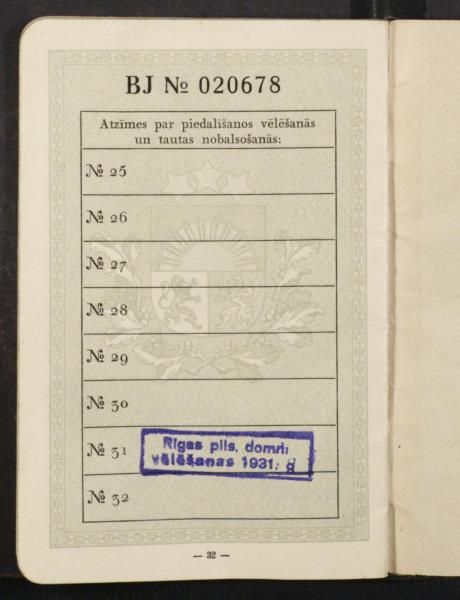 BJ № 020678
Atzīmes par piedalīšanos vēlēšanās
un tautas nobalsošanās:
№ 25
№ 26
№ 27
№ 28
№ 29
№ 30
№ 31
Rīgas pils. domn:
vēlēšanas 1931. g
№ 32
— 32 —